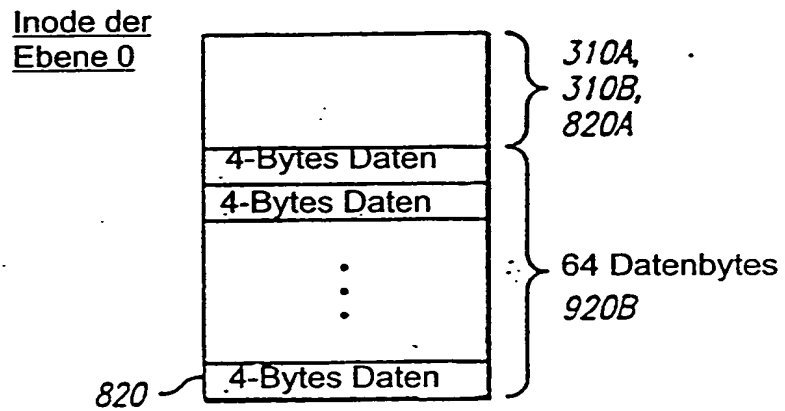 Inode der
Ebene 0
310A,
310B,
820A
4-Bytes Daten
4-Bytes Daten
64 Datenbytes
920B
820
4-Bytes Daten